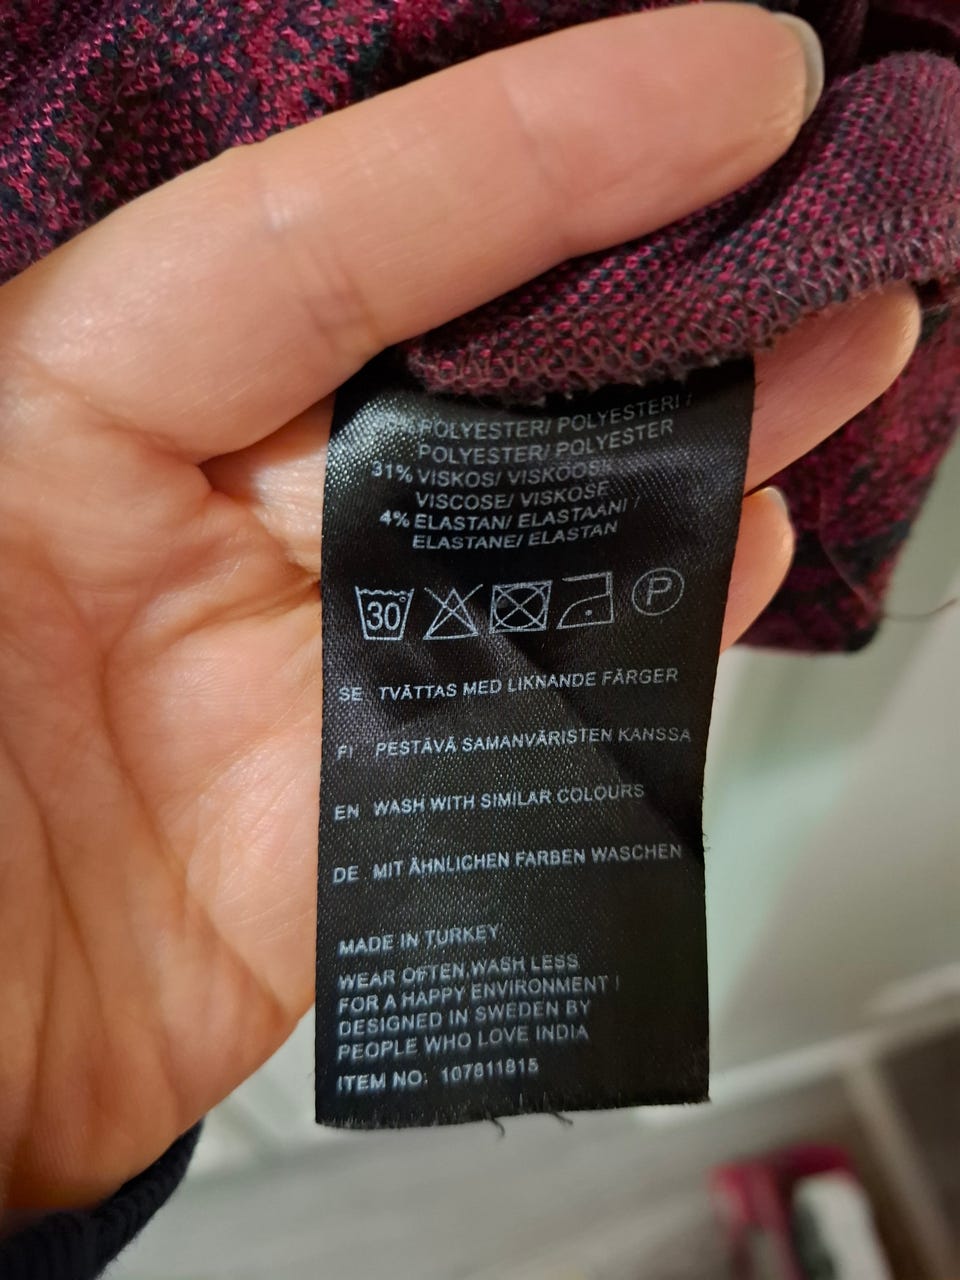 POLYESTER/ POLYESTERI /
POLYESTER/ POLYESTER
31% VISKOS/ VISKOOSI/
VISCOSE/ VISKOSE
4% ELASTAN/ ELASTAANI /
ELASTANE/ ELASTAN
30 P
SE TVÄTTAS MED LIKNANDE FÄRGER
FI PESTÄVÄ SAMANVÄRISTEN KANSSA
EN WASH WITH SIMILAR COLOURS
DE MIT ÄHNLICHEN FARBEN WASCHEN
MADE IN TURKEY
WEAR OFTEN,WASH LESS
FOR A HAPPY ENVIRONMENT !
DESIGNED IN SWEDEN BY
PEOPLE WHO LOVE INDIA
ITEM NO: 107811815